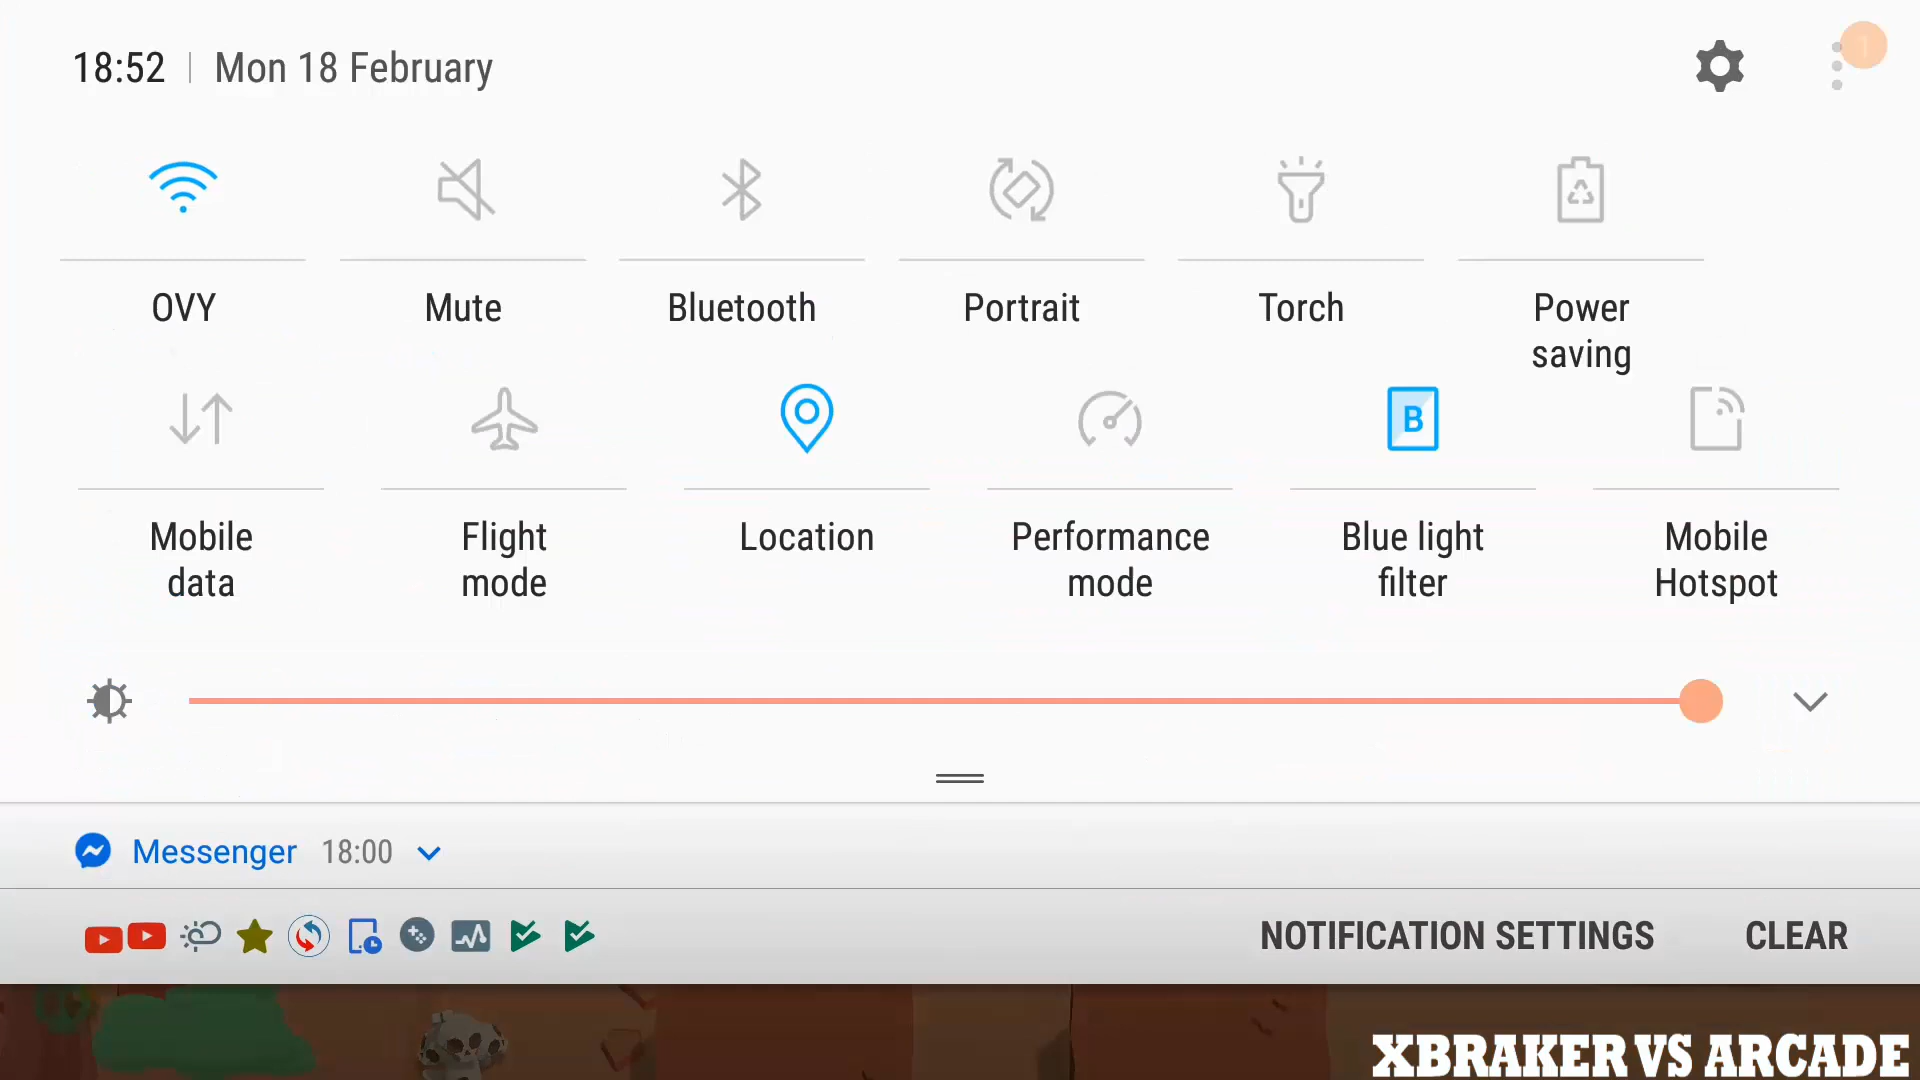 18:52 | Mon 18 February
1
OVY Mute Bluetooth Portrait Torch Power
saving
B
Mobile Flight Location Performance Blue light Mobile
data mode mode filter Hotspot
Messenger 18:00
NOTIFICATION SETTINGS CLEAR
XBRAKER VS ARCADE